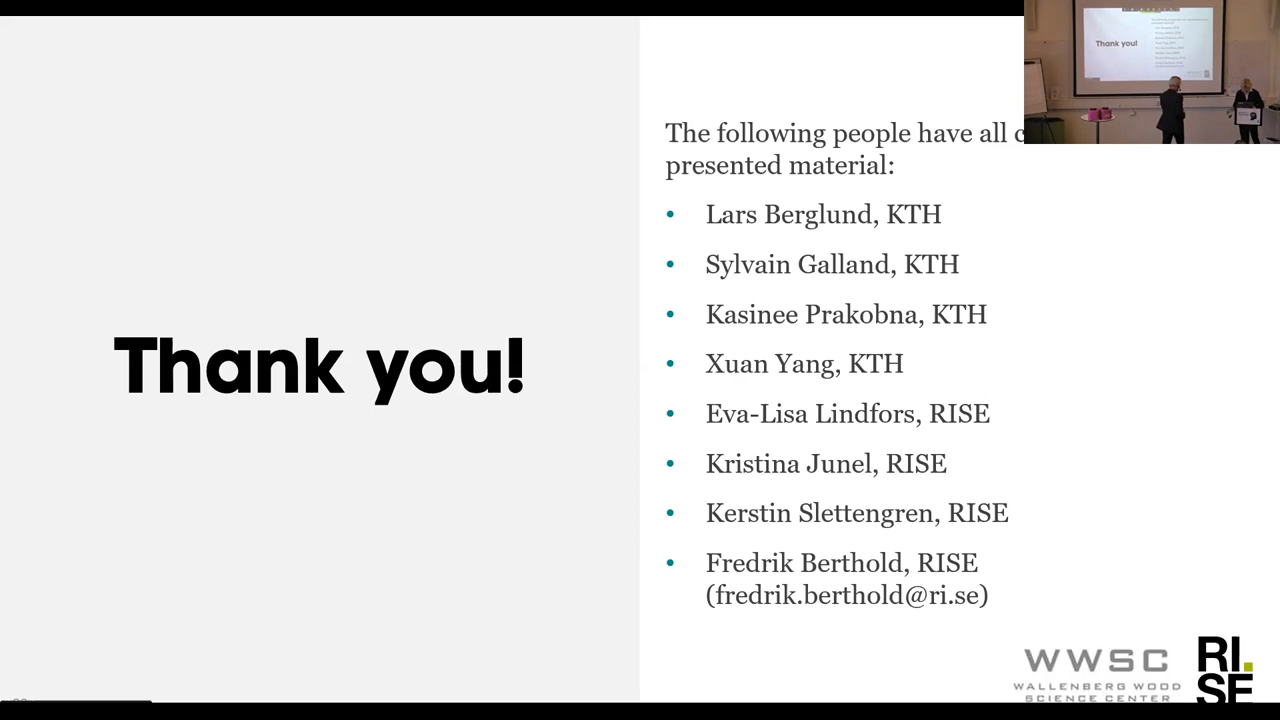 Thank you!
The following people have all
presented material:
• Lars Berglund, KTH
• Sylvain Galland, KTH
• Kasinee Prakobna, KTH
• Xuan Yang, KTH
• Eva-Lisa Lindfors, RISE
• Kristina Junel, RISE
• Kerstin Slettengren, RISE
• Fredrik Berthold, RISE
(fredrik.berthold@ri.se)
WWSC
WALLENBERG WOOD
SCIENCE CENTER
RI.
SE
Thank you!